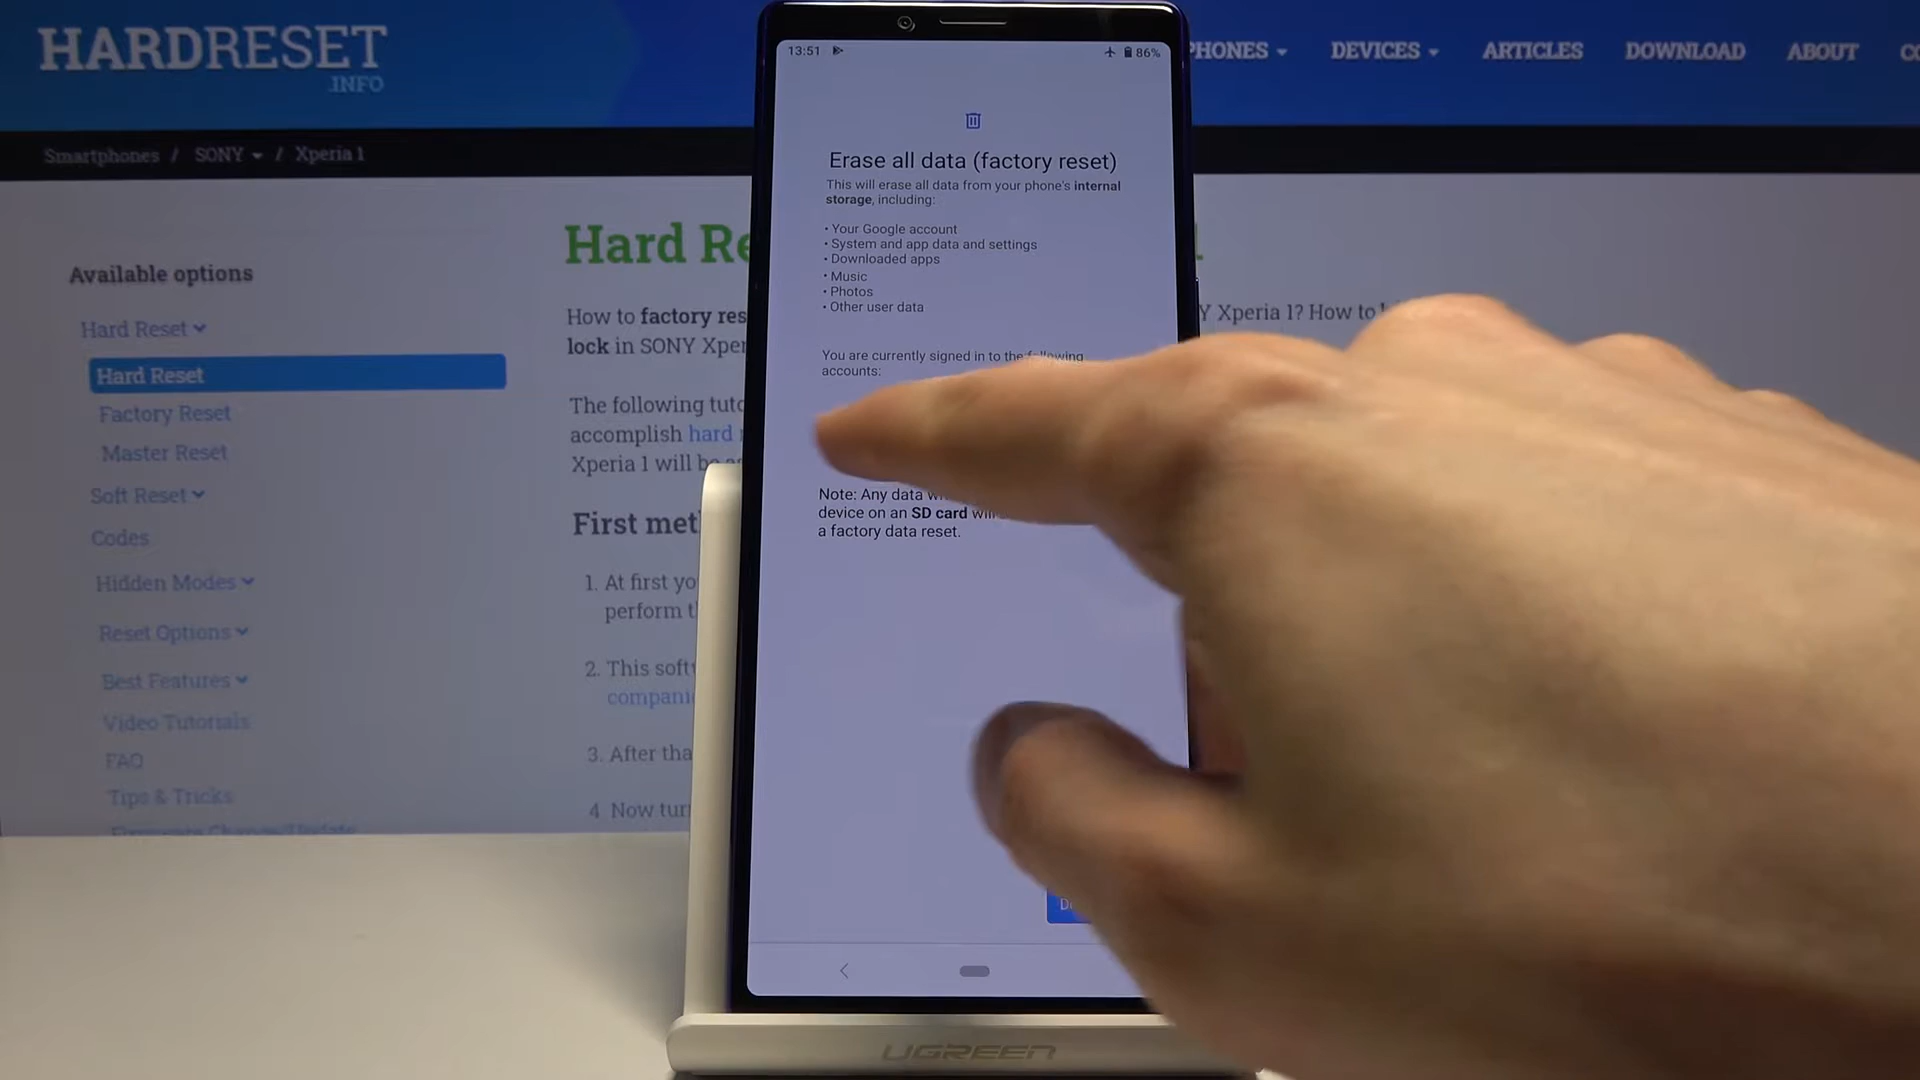 HARDRESET
.INFO
PHONES
DEVICES
ARTICLES
DOWNLOAD
ABOUT
Smartphones / SONY / Xperia 1
Available options
Hard Reset
Hard Reset
Factory Reset
Master Reset
Soft Reset
Codes
Hidden Modes
Reset Options
Best Features
Video Tutorials
FAQ
Tips & Tricks
Hard Re
How to factory res
lock in SONY Xper
Y Xperia 1? How to
The following tuto
accomplish hard
Xperia 1 will be
First met
1. At first yo
perform t
2. This soft
compani
3. After tha
4 Now tur
13:51
86%
Erase all data (factory reset)
This will erase all data from your phone's internal
storage, including:
• Your Google account
• System and app data and settings
• Downloaded apps
• Music
• Photos
• Other user data
You are currently signed in to the following
accounts:
Note: Any data
device on an SD card
a factory data reset.
UGREEN